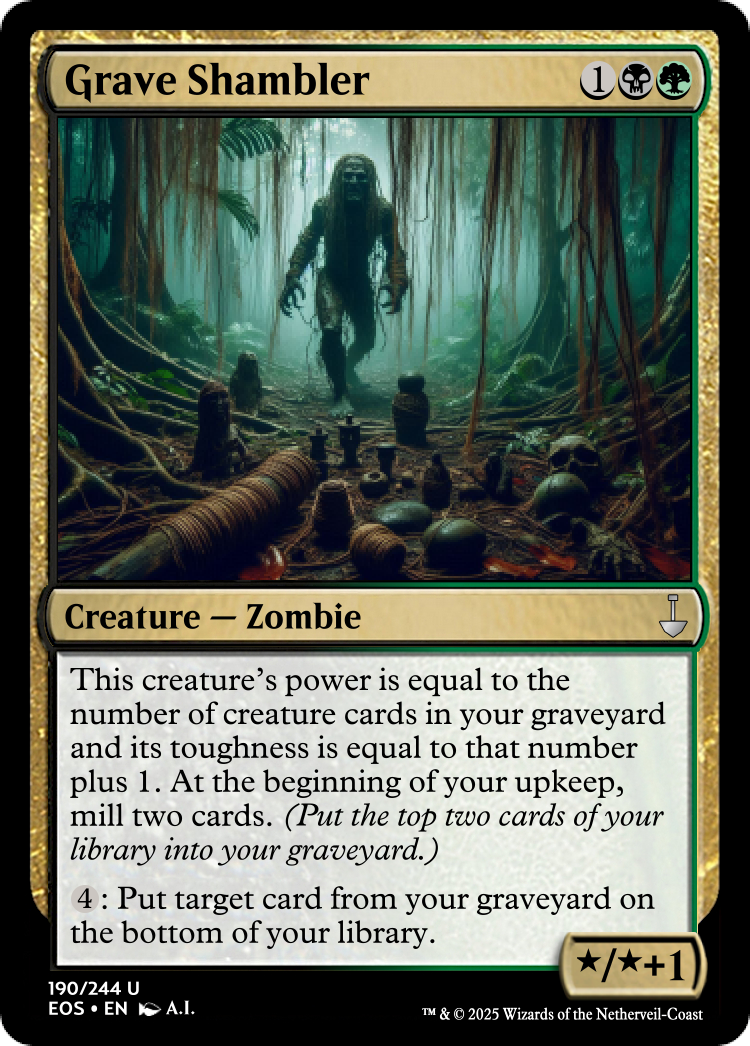 Grave Shambler 1
Creature — Zombie
This creature's power is equal to the
number of creature cards in your graveyard
and its toughness is equal to that number
plus 1. At the beginning of your upkeep,
mill two cards. (Put the top two cards of your
library into your graveyard.)
4: Put target card from your graveyard on
the bottom of your library.
★/★+1
190/244 U
EOS • EN A.I.
™ & © 2025 Wizards of the Netherveil-Coast